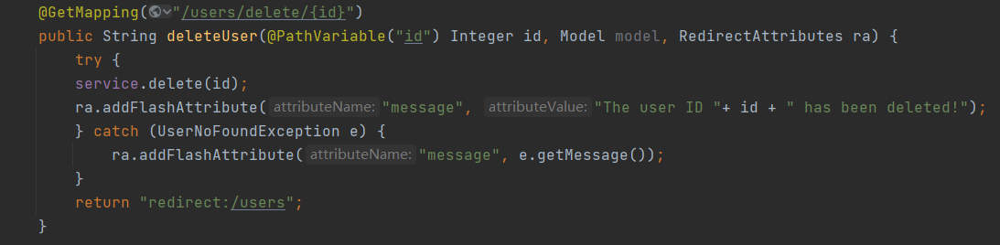 @GetMapping("/users/delete/{id}")
public String deleteUser(@PathVariable("id") Integer id, Model model, RedirectAttributes ra) {
try {
service.delete(id);
ra.addFlashAttribute( attributeName: "message", attributeValue: "The user ID "+ id + " has been deleted!");
} catch (UserNoFoundException e) {
ra.addFlashAttribute( attributeName: "message", e.getMessage());
}
return "redirect:/users";
}